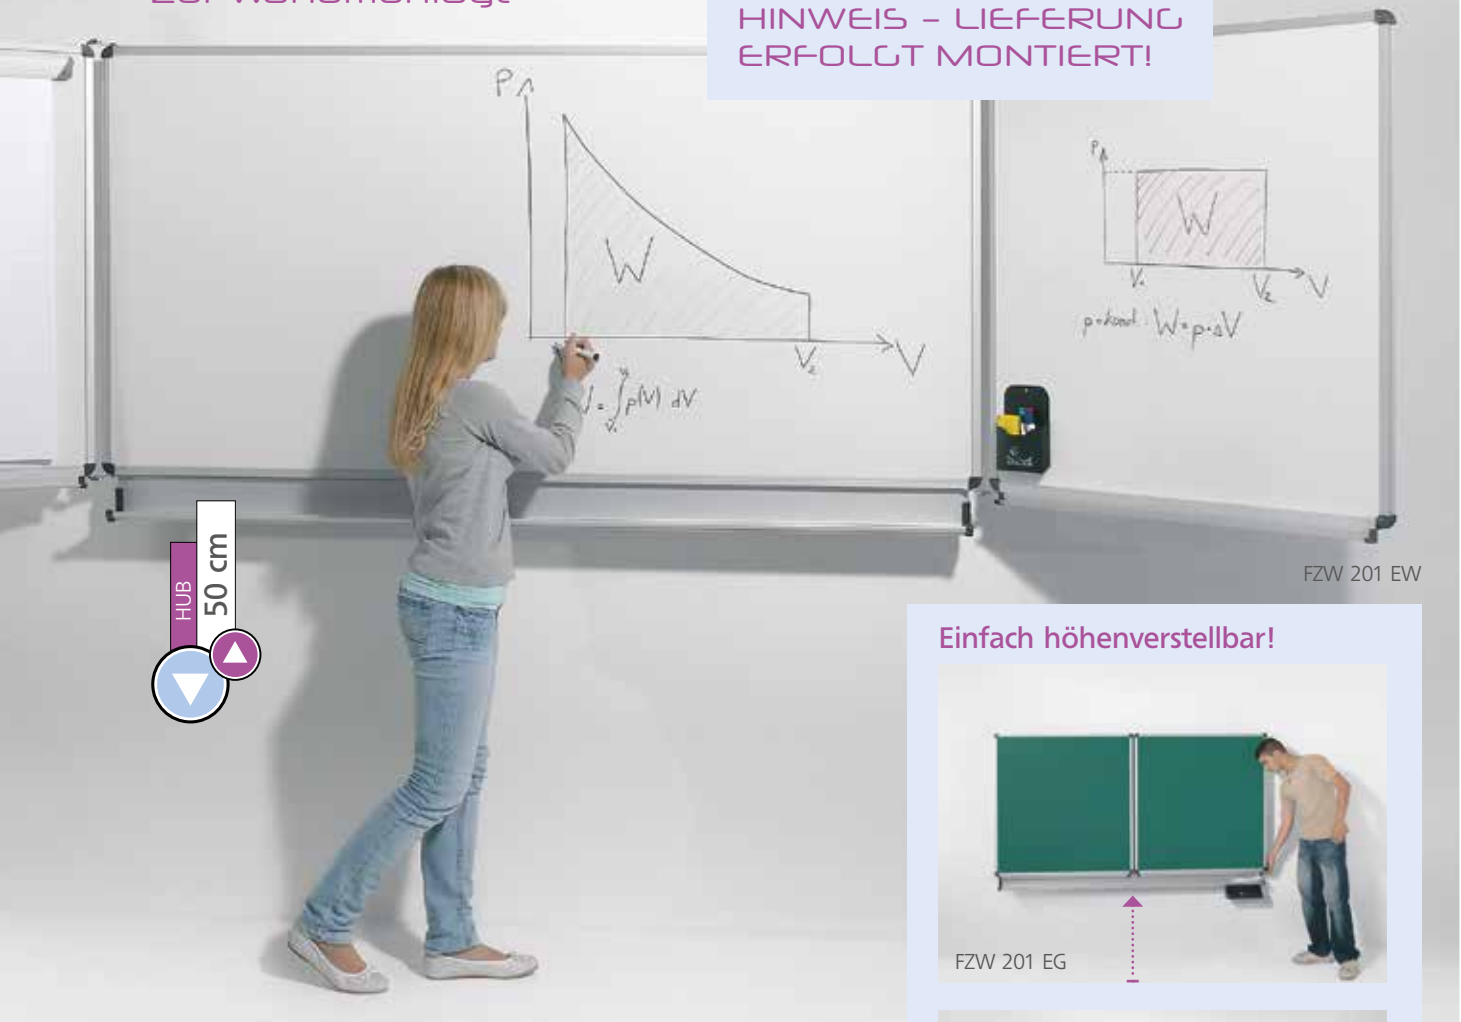 HINWEIS – LIEFERUNG
ERFOLGT MONTIERT!
P
W
V₂
V
∫p(V) dV
P
W
V₁
V₂
V
W=p·ΔV
FZW 201 EW
HUB
50 cm
Einfach höhenverstellbar!
FZW 201 EG